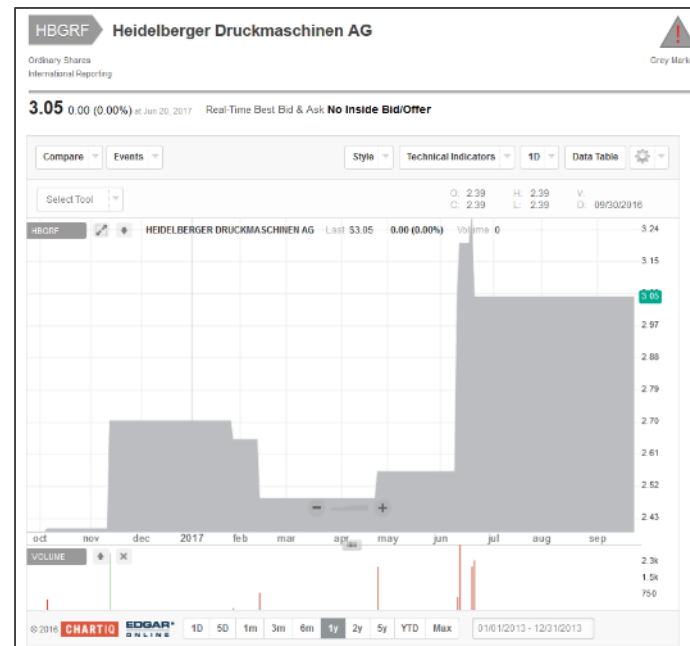 HBGRF Heidelberger Druckmaschinen AG
Ordinary Shares
International Reporting
Grey Mark
3.05 0.00 (0.00%) at Jun 20, 2017 Real-Time Best Bid & Ask No Inside Bid/Offer
Compare Events Style Technical Indicators 1D Data Table
Select Tool
O: 2.39 H: 2.39 V:
C: 2.39 L: 2.39 D: 09/30/2016
HBGRF HEIDELBERGER DRUCKMASCHINEN AG Last $3.05 0.00 (0.00%) Volume 0
3.24
3.15
3.05
2.97
2.88
2.79
2.70
2.61
2.52
2.43
oct nov dec 2017 feb mar apr may jun jul aug sep
VOLUME
2.3k
1.5k
750
© 2016 CHARTIQ EDGAR® ONLINE 1D 5D 1m 3m 6m 1y 2y 5y YTD Max 01/01/2013 - 12/31/2013